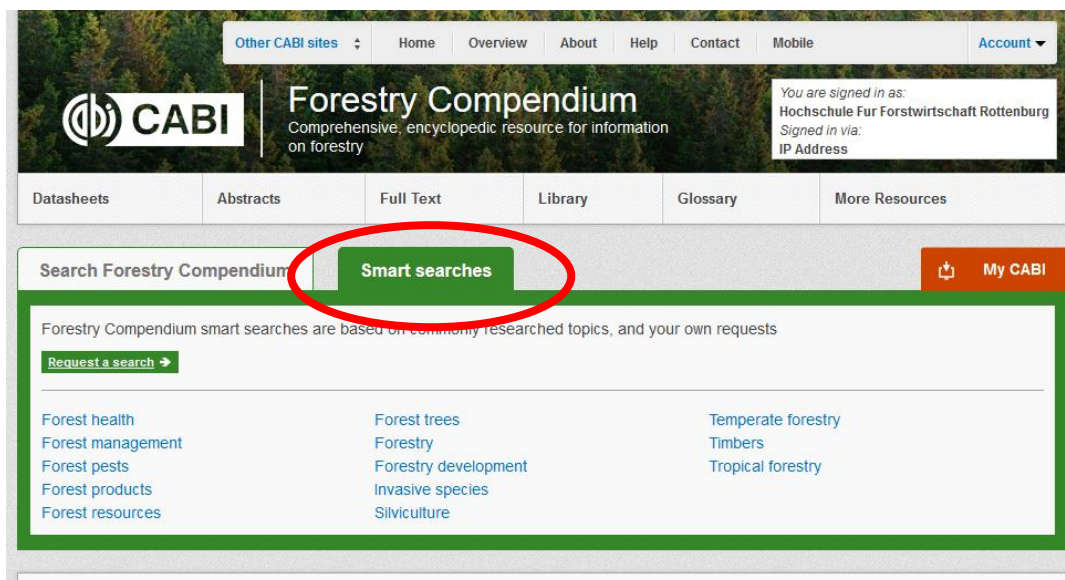 Other CABI sites Home Overview About Help Contact Mobile Account
CABI
Forestry Compendium
Comprehensive, encyclopedic resource for information
on forestry
You are signed in as:
Hochschule Fur Forstwirtschaft Rottenburg
Signed in via:
IP Address
Datasheets Abstracts Full Text Library Glossary More Resources
Search Forestry Compendium Smart searches My CABI
Forestry Compendium smart searches are based on commonly researched topics, and your own requests
Request a search
Forest health Forest trees Temperate forestry
Forest management Forestry Timbers
Forest pests Forestry development Tropical forestry
Forest products Invasive species
Forest resources Silviculture